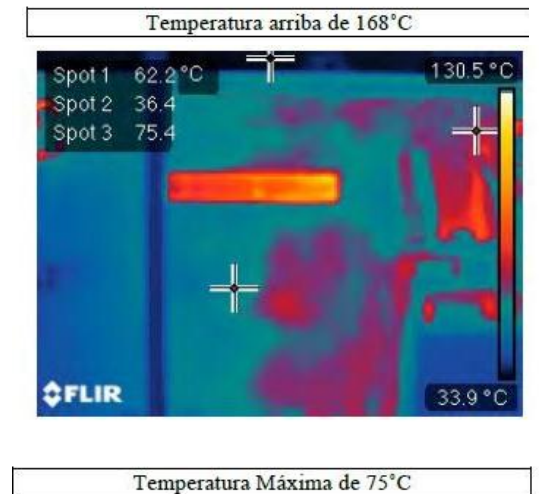 Temperatura arriba de 168°C
Spot 1 62.2 °C
130.5 °C
Spot 2 36.4
Spot 3 75.4
FLIR
33.9 °C
Temperatura Máxima de 75°C